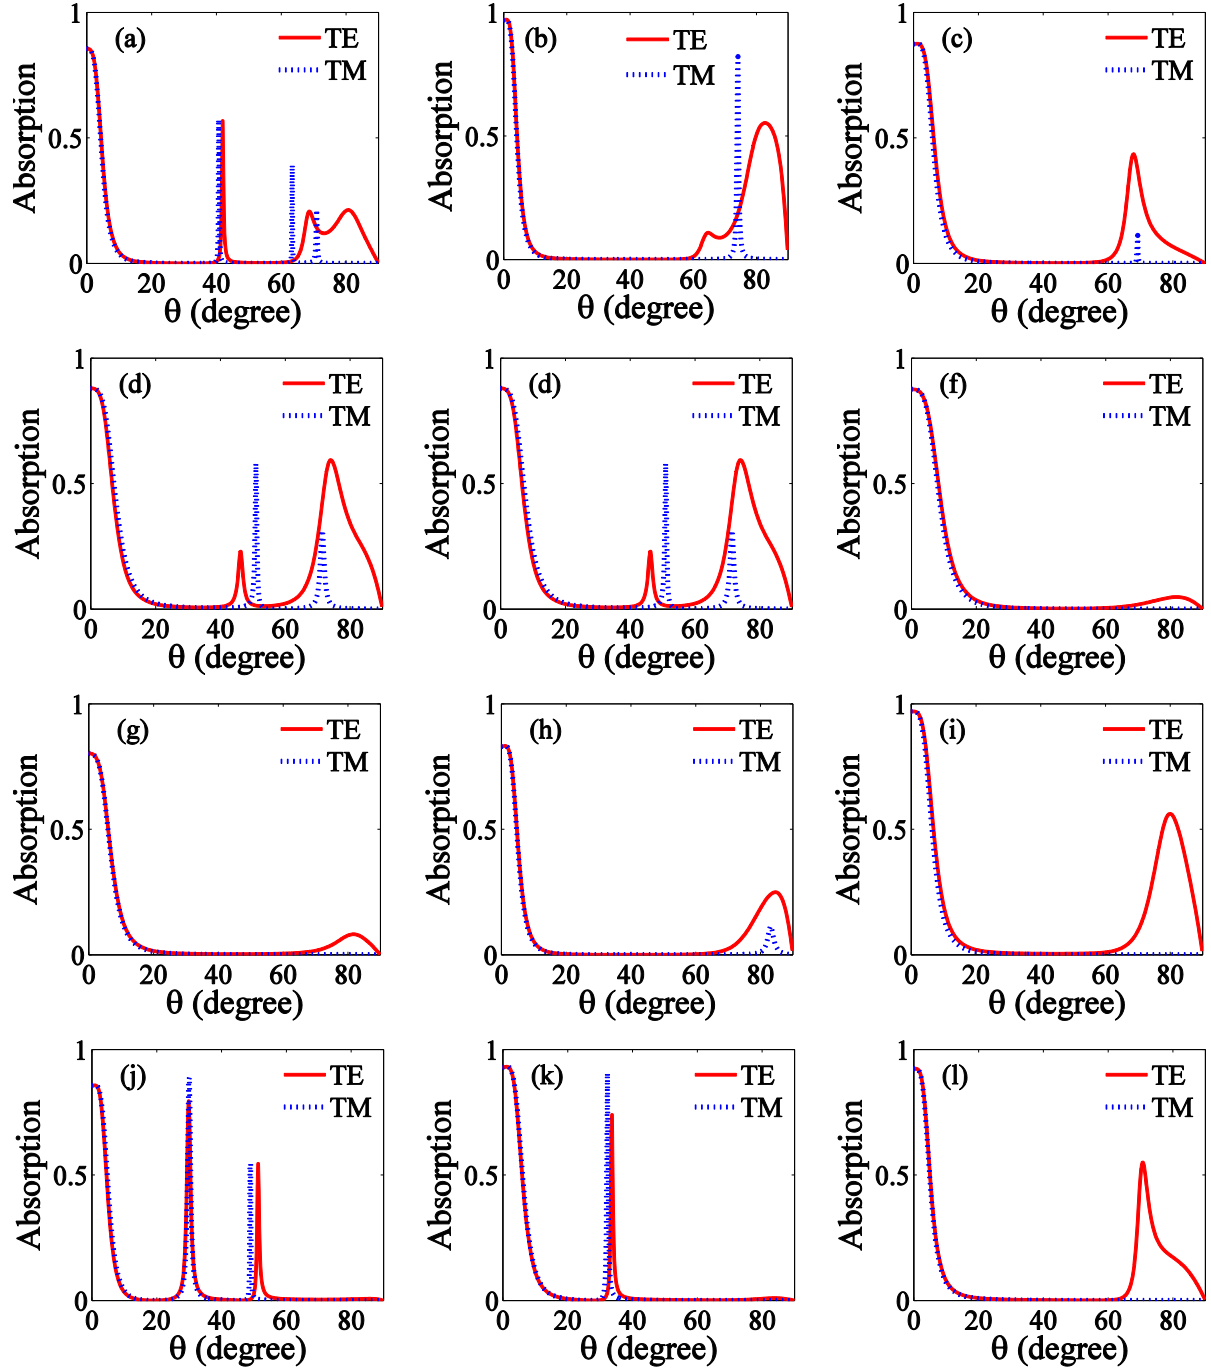 1
(a)
TE
TM
Absorption
0.5
0
0 20 40 60 80
θ (degree)
1
(b)
TE
TM
Absorption
0.5
0
0 20 40 60 80
θ (degree)
1
(c)
TE
TM
Absorption
0.5
0
0 20 40 60 80
θ (degree)
1
(d)
TE
TM
Absorption
0.5
0
0 20 40 60 80
θ (degree)
1
(d)
TE
TM
Absorption
0.5
0
0 20 40 60 80
θ (degree)
1
(f)
TE
TM
Absorption
0.5
0
0 20 40 60 80
θ (degree)
1
(g)
TE
TM
Absorption
0.5
0
0 20 40 60 80
θ (degree)
1
(h)
TE
TM
Absorption
0.5
0
0 20 40 60 80
θ (degree)
1
(i)
TE
TM
Absorption
0.5
0
0 20 40 60 80
θ (degree)
1
(j)
TE
TM
Absorption
0.5
0
0 20 40 60 80
θ (degree)
1
(k)
TE
TM
Absorption
0.5
0
0 20 40 60 80
θ (degree)
1
(l)
TE
TM
Absorption
0.5
0
0 20 40 60 80
θ (degree)